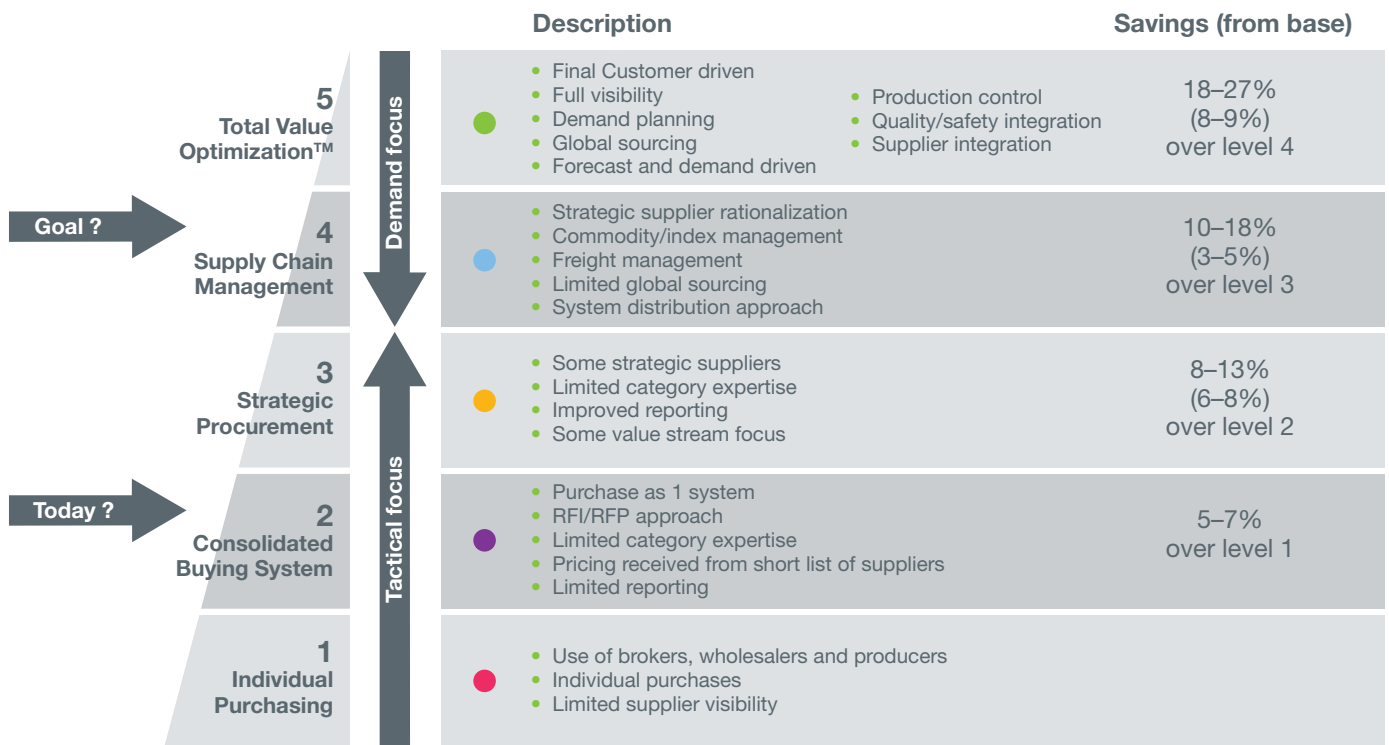 Description
Savings (from base)
5
Total Value
Optimization™
Demand focus
• Final Customer driven
• Full visibility
• Demand planning
• Global sourcing
• Forecast and demand driven
• Production control
• Quality/safety integration
• Supplier integration
18–27%
(8–9%)
over level 4
Goal ?
4
Supply Chain
Management
• Strategic supplier rationalization
• Commodity/index management
• Freight management
• Limited global sourcing
• System distribution approach
10–18%
(3–5%)
over level 3
3
Strategic
Procurement
Tactical focus
• Some strategic suppliers
• Limited category expertise
• Improved reporting
• Some value stream focus
8–13%
(6–8%)
over level 2
Today ?
2
Consolidated
Buying System
• Purchase as 1 system
• RFI/RFP approach
• Limited category expertise
• Pricing received from short list of suppliers
• Limited reporting
5–7%
over level 1
1
Individual
Purchasing
• Use of brokers, wholesalers and producers
• Individual purchases
• Limited supplier visibility